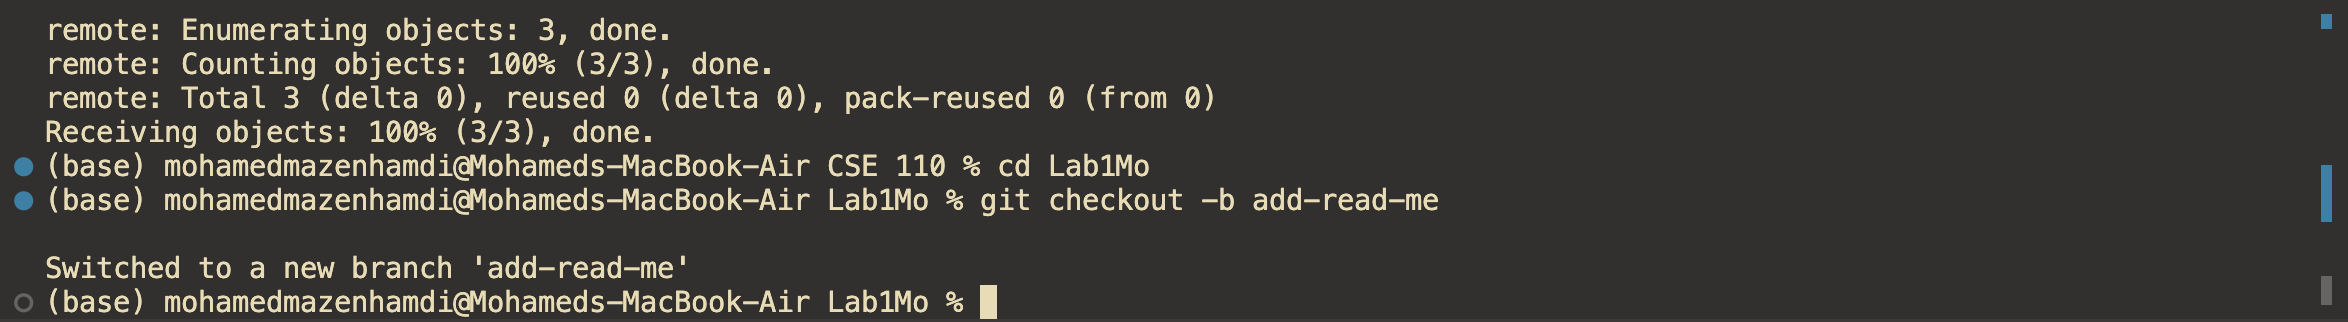 remote: Enumerating objects: 3, done.
remote: Counting objects: 100% (3/3), done.
remote: Total 3 (delta 0), reused 0 (delta 0), pack-reused 0 (from 0)
Receiving objects: 100% (3/3), done.
(base) mohamedmazenhamdi@Mohameds-MacBook-Air CSE 110 % cd Lab1Mo
(base) mohamedmazenhamdi@Mohameds-MacBook-Air Lab1Mo % git checkout -b add-read-me
Switched to a new branch 'add-read-me'
(base) mohamedmazenhamdi@Mohameds-MacBook-Air Lab1Mo %